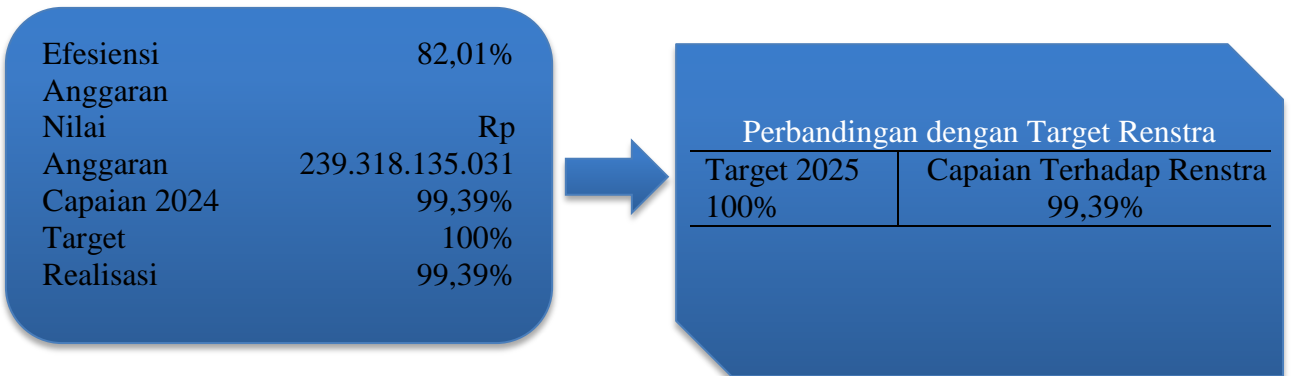 Efesiensi 82,01%
Anggaran
Nilai Rp
Anggaran 239.318.135.031
Capaian 2024 99,39%
Target 100%
Realisasi 99,39%
Perbandingan dengan Target Renstra
Target 2025 Capaian Terhadap Renstra
100% 99,39%